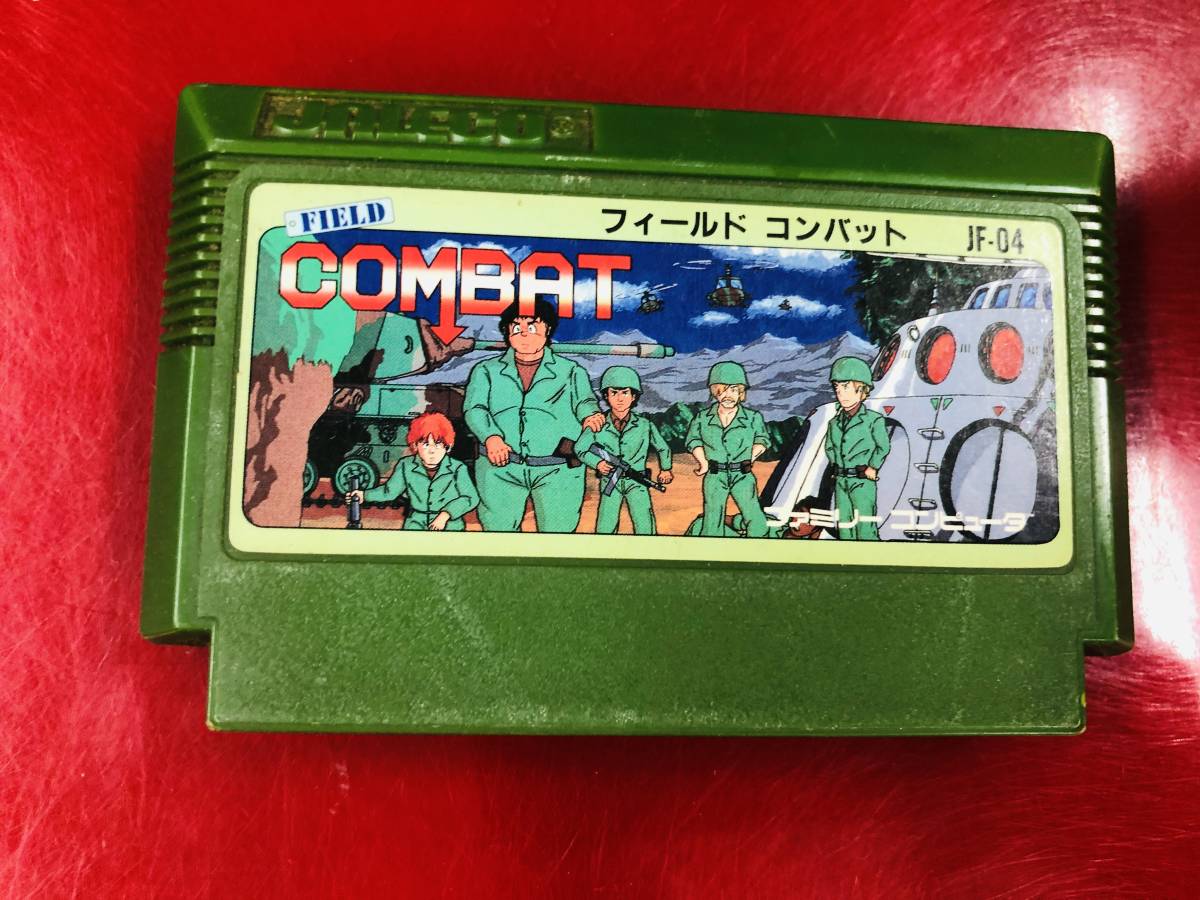 JALECO®
FIELD
フィールド コンバット
JF-04
COMBAT
ファミリー コンピュータ